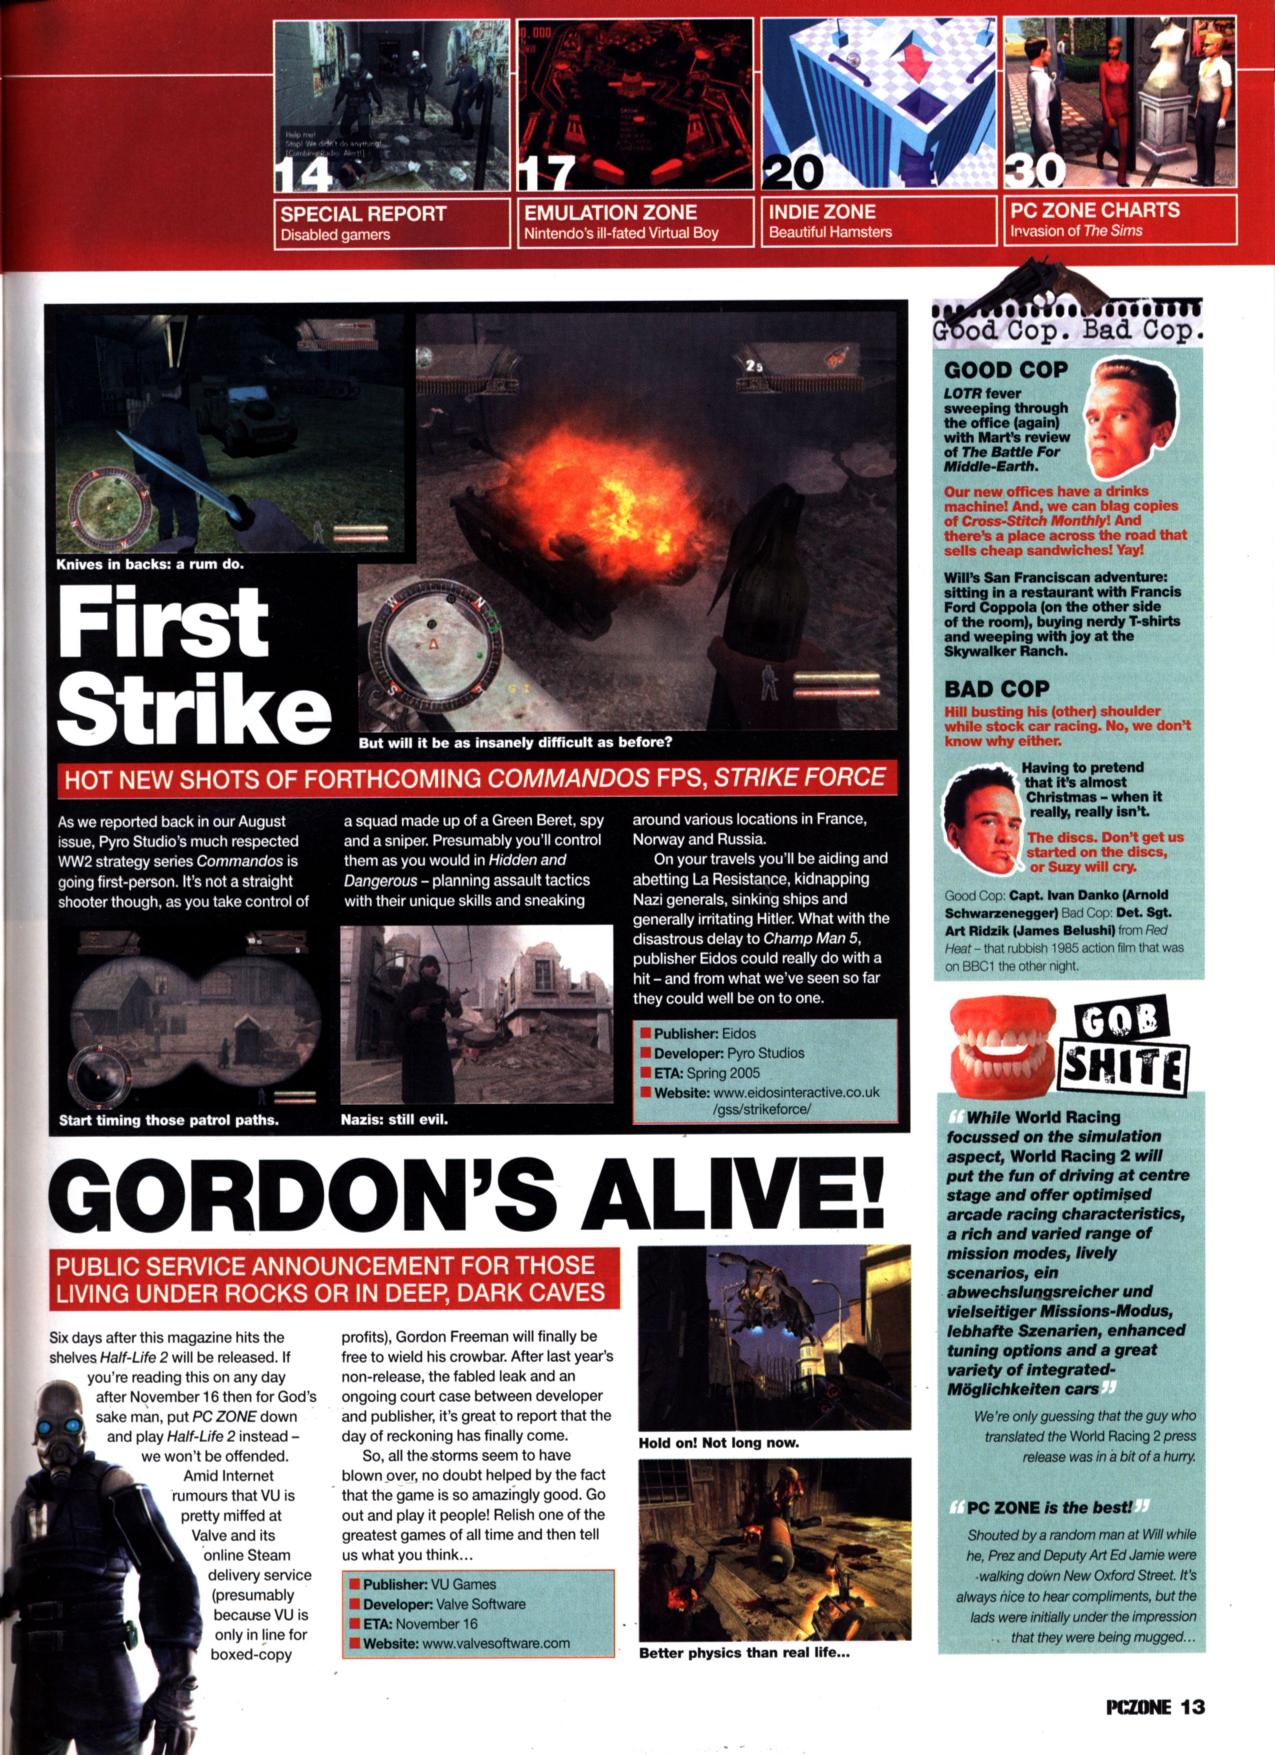 Help me!
Stop! We didn't do anything!
[Combine Radio: Alert!]
14
SPECIAL REPORT
Disabled gamers
17
EMULATION ZONE
Nintendo's ill-fated Virtual Boy
20
INDIE ZONE
Beautiful Hamsters
30
PC ZONE CHARTS
Invasion of The Sims
Knives in backs: a rum do.
25
First
Strike
But will it be as insanely difficult as before?
HOT NEW SHOTS OF FORTHCOMING COMMANDOS FPS, STRIKE FORCE
As we reported back in our August
issue, Pyro Studio's much respected
WW2 strategy series Commandos is
going first-person. It's not a straight
shooter though, as you take control of
a squad made up of a Green Beret, spy
and a sniper. Presumably you'll control
them as you would in Hidden and
Dangerous – planning assault tactics
with their unique skills and sneaking
around various locations in France,
Norway and Russia.
On your travels you'll be aiding and
abetting La Resistance, kidnapping
Nazi generals, sinking ships and
generally irritating Hitler. What with the
disastrous delay to Champ Man 5,
publisher Eidos could really do with a
hit – and from what we've seen so far
they could well be on to one.
Start timing those patrol paths.
Nazis: still evil.
Publisher: Eidos
Developer: Pyro Studios
ETA: Spring 2005
Website: www.eidosinteractive.co.uk
/gss/strikeforce/
GORDON'S ALIVE!
PUBLIC SERVICE ANNOUNCEMENT FOR THOSE
LIVING UNDER ROCKS OR IN DEEP, DARK CAVES
Six days after this magazine hits the
shelves Half-Life 2 will be released. If
you're reading this on any day
after November 16 then for God's
sake man, put PC ZONE down
and play Half-Life 2 instead –
we won't be offended.
Amid Internet
rumours that VU is
pretty miffed at
Valve and its
online Steam
delivery service
(presumably
because VU is
only in line for
boxed-copy
profits), Gordon Freeman will finally be
free to wield his crowbar. After last year's
non-release, the fabled leak and an
ongoing court case between developer
and publisher, it's great to report that the
day of reckoning has finally come.
So, all the storms seem to have
blown over, no doubt helped by the fact
that the game is so amazingly good. Go
out and play it people! Relish one of the
greatest games of all time and then tell
us what you think...
Publisher: VU Games
Developer: Valve Software
ETA: November 16
Website: www.valvesoftware.com
Hold on! Not long now.
Better physics than real life...
Good Cop. Bad Cop.
GOOD COP
LOTR fever
sweeping through
the office (again)
with Mart's review
of The Battle For
Middle-Earth.
Our new offices have a drinks
machine! And, we can blag copies
of Cross-Stitch Monthly! And
there's a place across the road that
sells cheap sandwiches! Yay!
Will's San Franciscan adventure:
sitting in a restaurant with Francis
Ford Coppola (on the other side
of the room), buying nerdy T-shirts
and weeping with joy at the
Skywalker Ranch.
BAD COP
Hill busting his (other) shoulder
while stock car racing. No, we don't
know why either.
Having to pretend
that it's almost
Christmas – when it
really, really isn't.
The discs. Don't get us
started on the discs,
or Suzy will cry.
Good Cop: Capt. Ivan Danko (Arnold
Schwarzenegger) Bad Cop: Det. Sgt.
Art Ridzik (James Belushi) from Red
Heat – that rubbish 1985 action film that was
on BBC1 the other night.
GOB
SHITE
“While World Racing
focussed on the simulation
aspect, World Racing 2 will
put the fun of driving at centre
stage and offer optimised
arcade racing characteristics,
a rich and varied range of
mission modes, lively
scenarios, ein
abwechslungsreicher und
vielseitiger Missions-Modus,
lebhafte Szenarien, enhanced
tuning options and a great
variety of integrated-
Möglichkeiten cars”
We're only guessing that the guy who
translated the World Racing 2 press
release was in a bit of a hurry.
“PC ZONE is the best!”
Shouted by a random man at Will while
he, Prez and Deputy Art Ed Jamie were
walking down New Oxford Street. It's
always nice to hear compliments, but the
lads were initially under the impression
that they were being mugged...
PCZONE 13